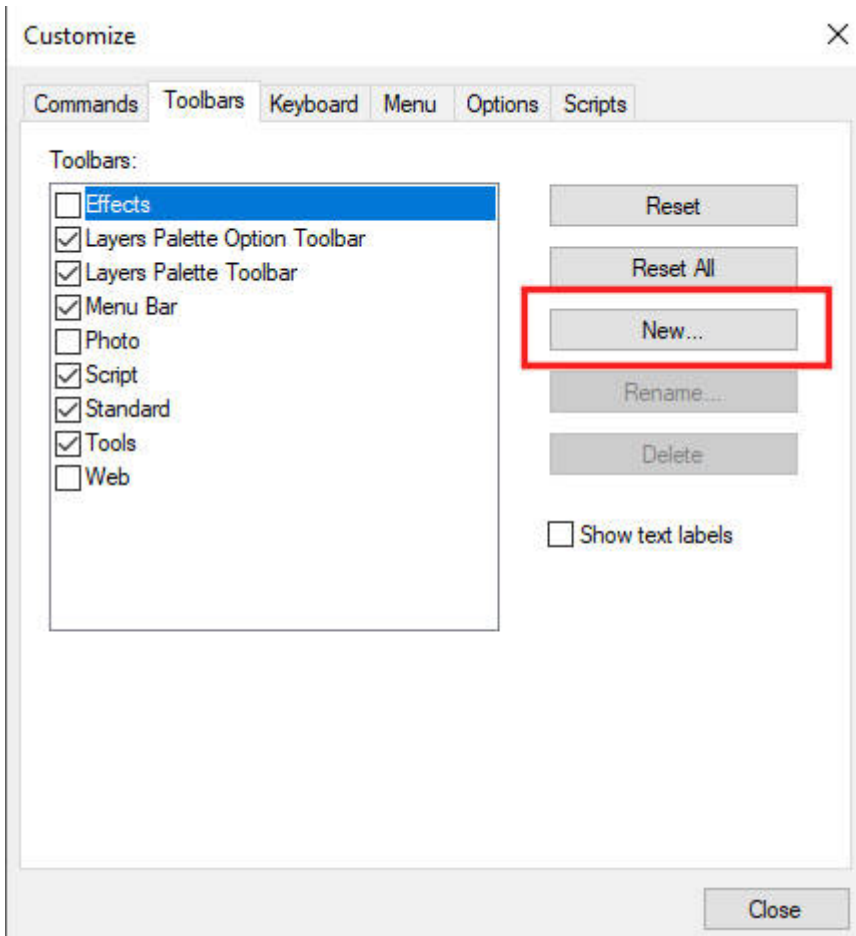 Customize
Commands Toolbars Keyboard Menu Options Scripts
Toolbars:
Effects
Layers Palette Option Toolbar
Layers Palette Toolbar
Menu Bar
Photo
Script
Standard
Tools
Web
Reset
Reset All
New...
Rename...
Delete
Show text labels
Close